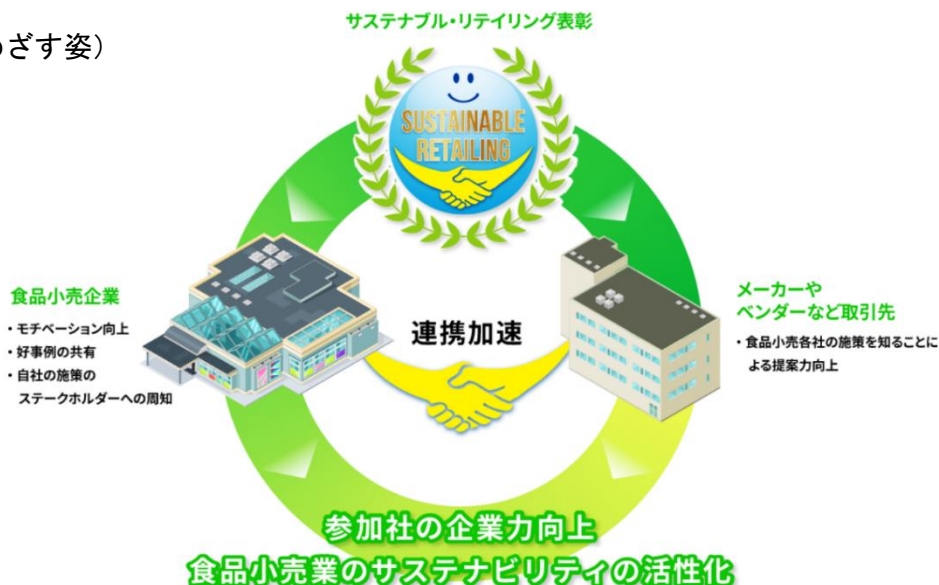 サステナブル・リテイリング表彰
ざす姿）
SUSTAINABLE
RETAILING
食品小売企業
・モチベーション向上
・好事例の共有
・自社の施策の
ステークホルダーへの周知
連携加速
メーカーや
ベンダーなど取引先
・食品小売各社の施策を知ることに
よる提案力向上
参加社の企業力向上
食品小売業のサステナビリティの活性化